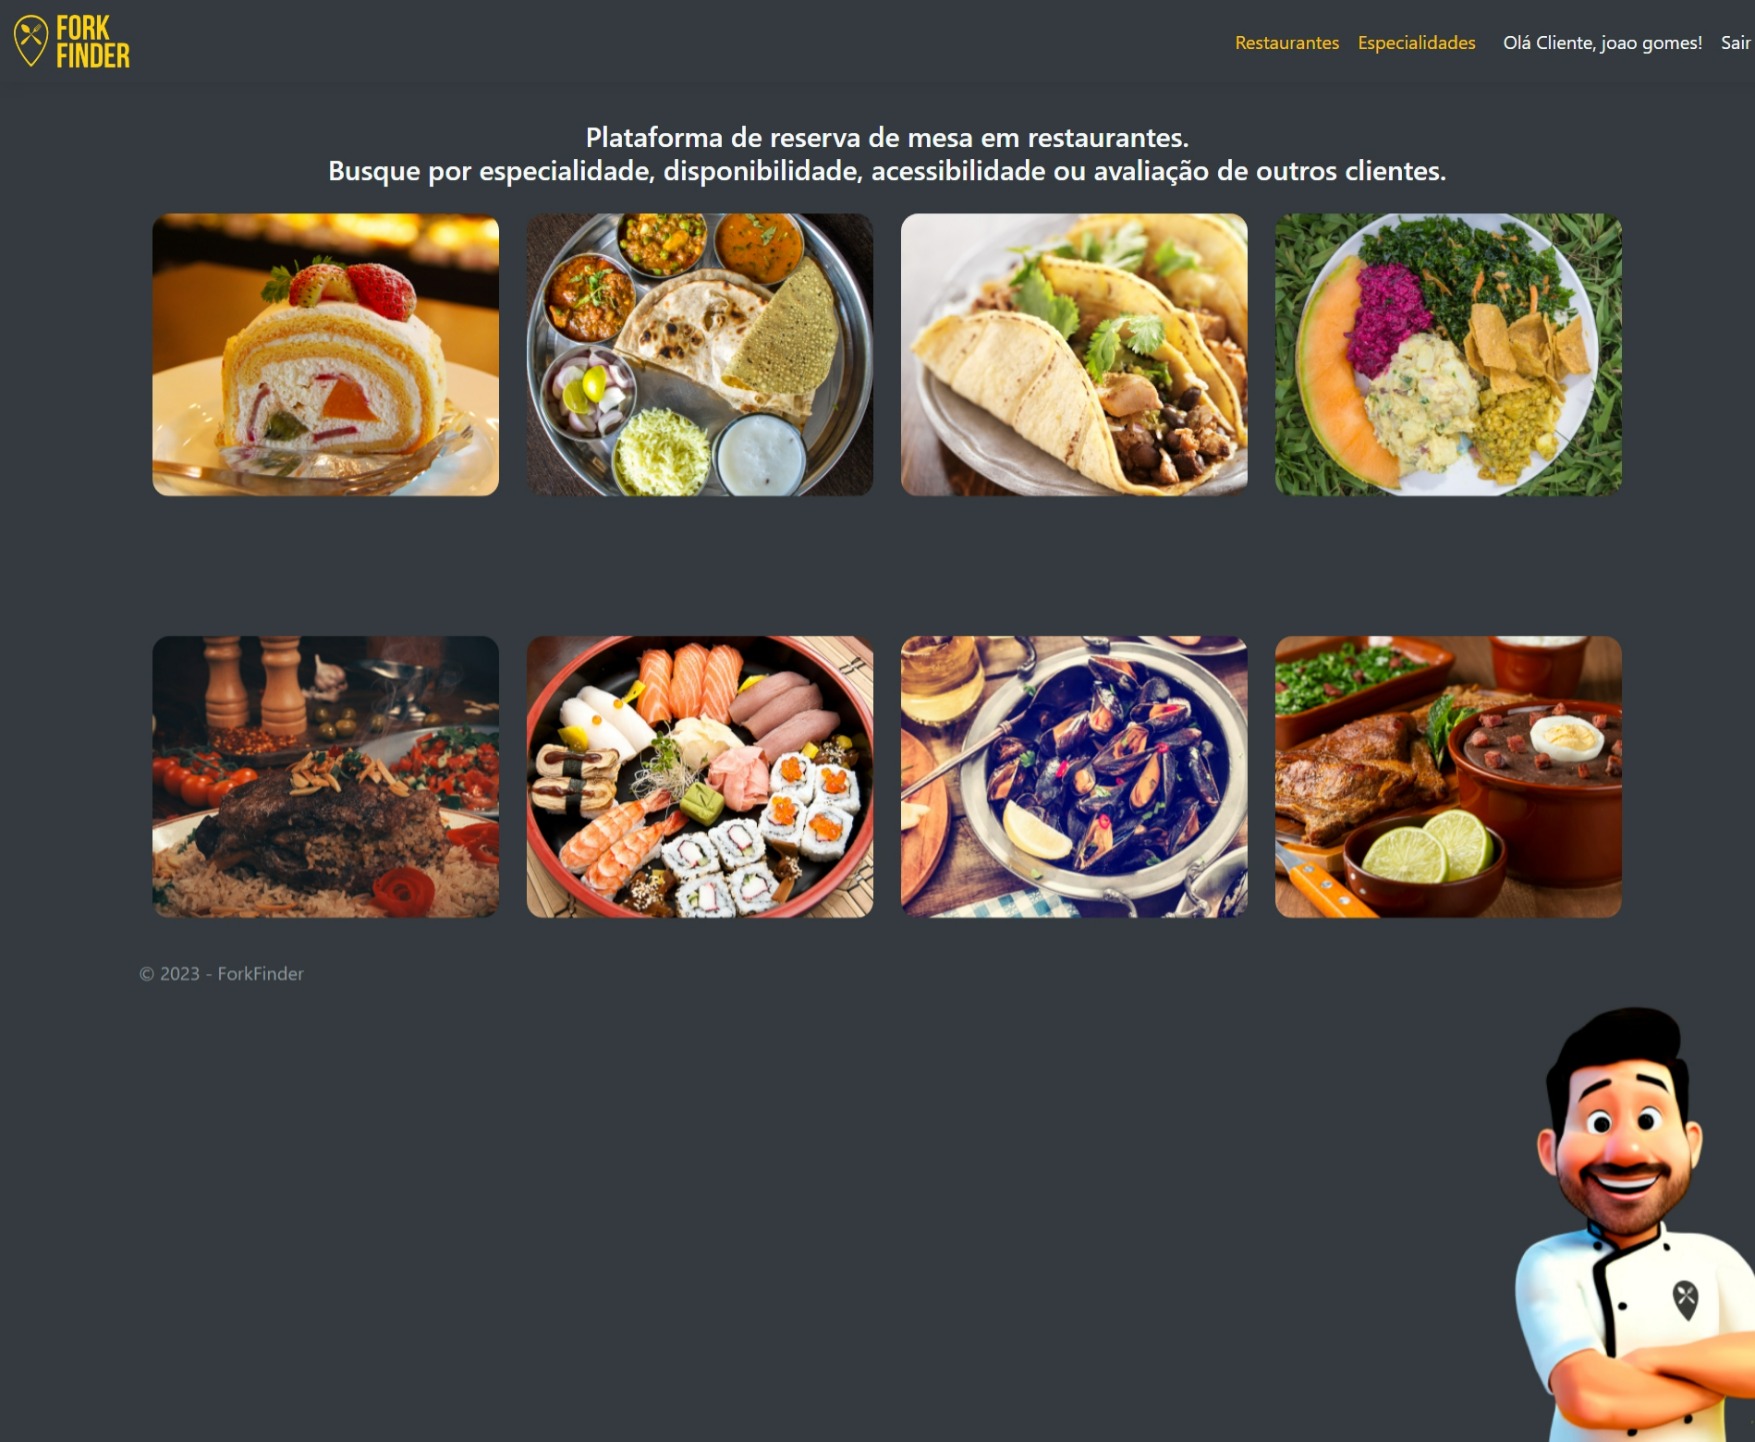 FORK
FINDER
Restaurantes Especialidades Olá Cliente, joao gomes! Sair
Plataforma de reserva de mesa em restaurantes.
Busque por especialidade, disponibilidade, acessibilidade ou avaliação de outros clientes.
© 2023 - ForkFinder